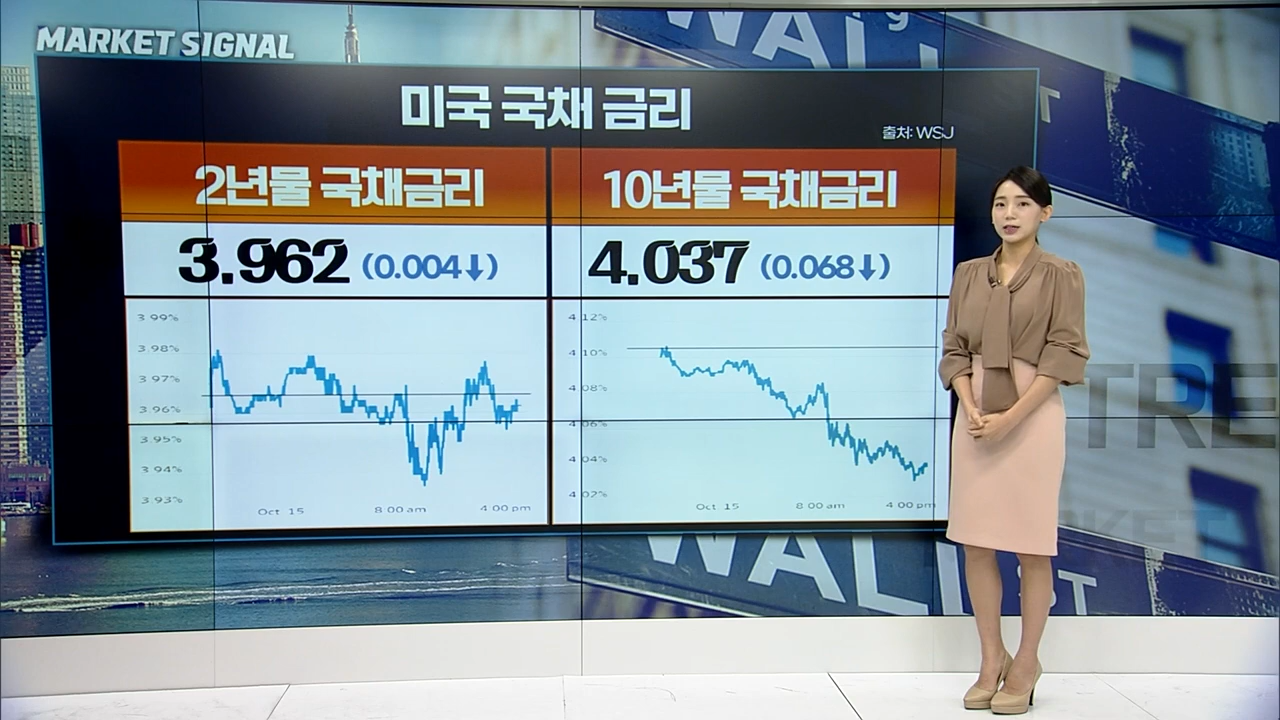 MARKET SIGNAL
WALL
미국 국채 금리
출처: WSJ
2년물 국채금리
10년물 국채금리
3.962 (0.004↓)
4.037 (0.068↓)
3.99%
3.98%
3.97%
3.96%
3.95%
3.94%
3.93%
Oct 15
8:00 am
4:00 pm
4.12%
4.10%
4.08%
4.06%
4.04%
4.02%
Oct 15
8:00 am
4:00 pm
TRE
WALL
ST